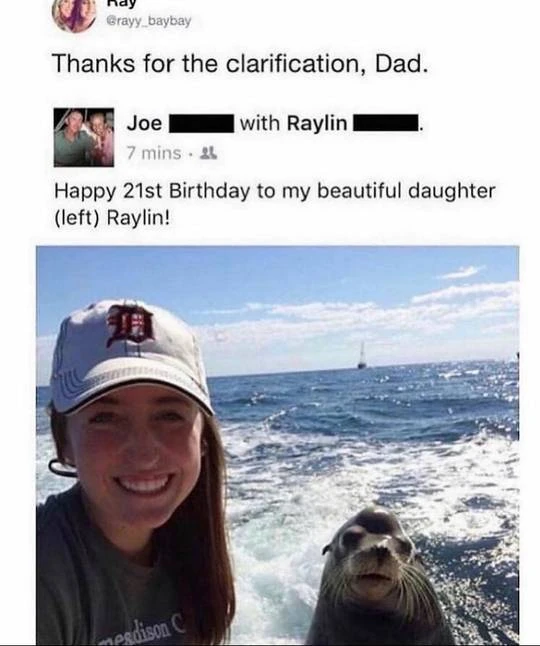 Ray
@rayy_baybay
Thanks for the clarification, Dad.
Joe with Raylin .
7 mins ·
Happy 21st Birthday to my beautiful daughter
(left) Raylin!
D